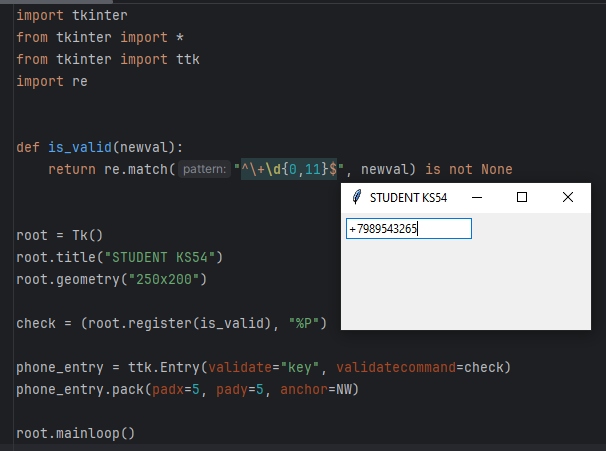 import tkinter
from tkinter import *
from tkinter import ttk
import re
def is_valid(newval):
    return re.match( pattern: "^\+\d{0,11}$", newval) is not None
STUDENT KS54
+7989543265
root = Tk()
root.title("STUDENT KS54")
root.geometry("250x200")
check = (root.register(is_valid), "%P")
phone_entry = ttk.Entry(validate="key", validatecommand=check)
phone_entry.pack(padx=5, pady=5, anchor=NW)
root.mainloop()